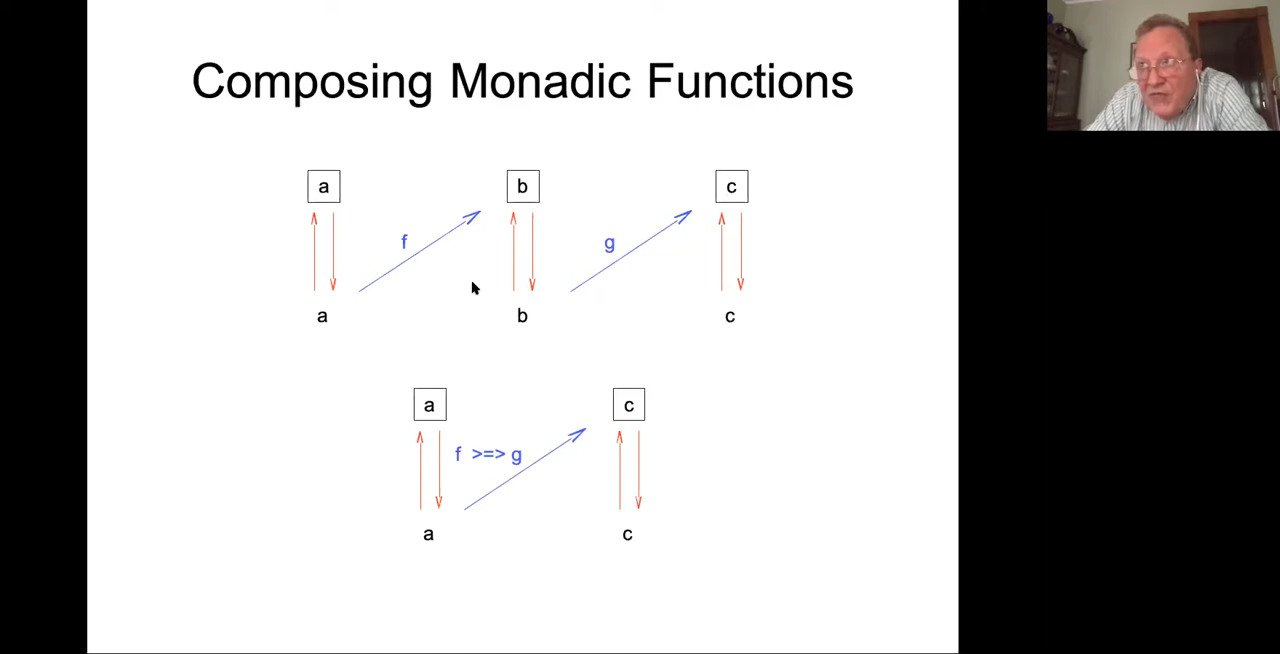 Composing Monadic Functions
a b c
f g
a b c
a c
f >=> g
a c